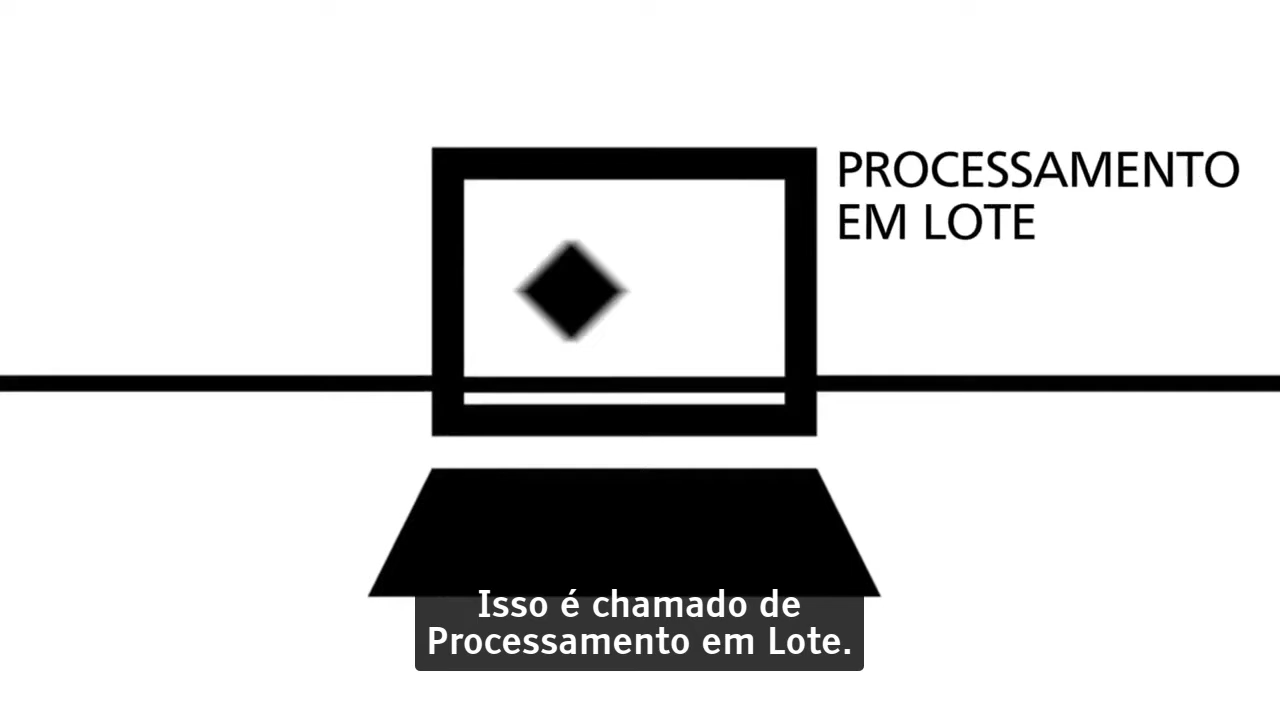 PROCESSAMENTO
EM LOTE
Isso é chamado de
Processamento em Lote.